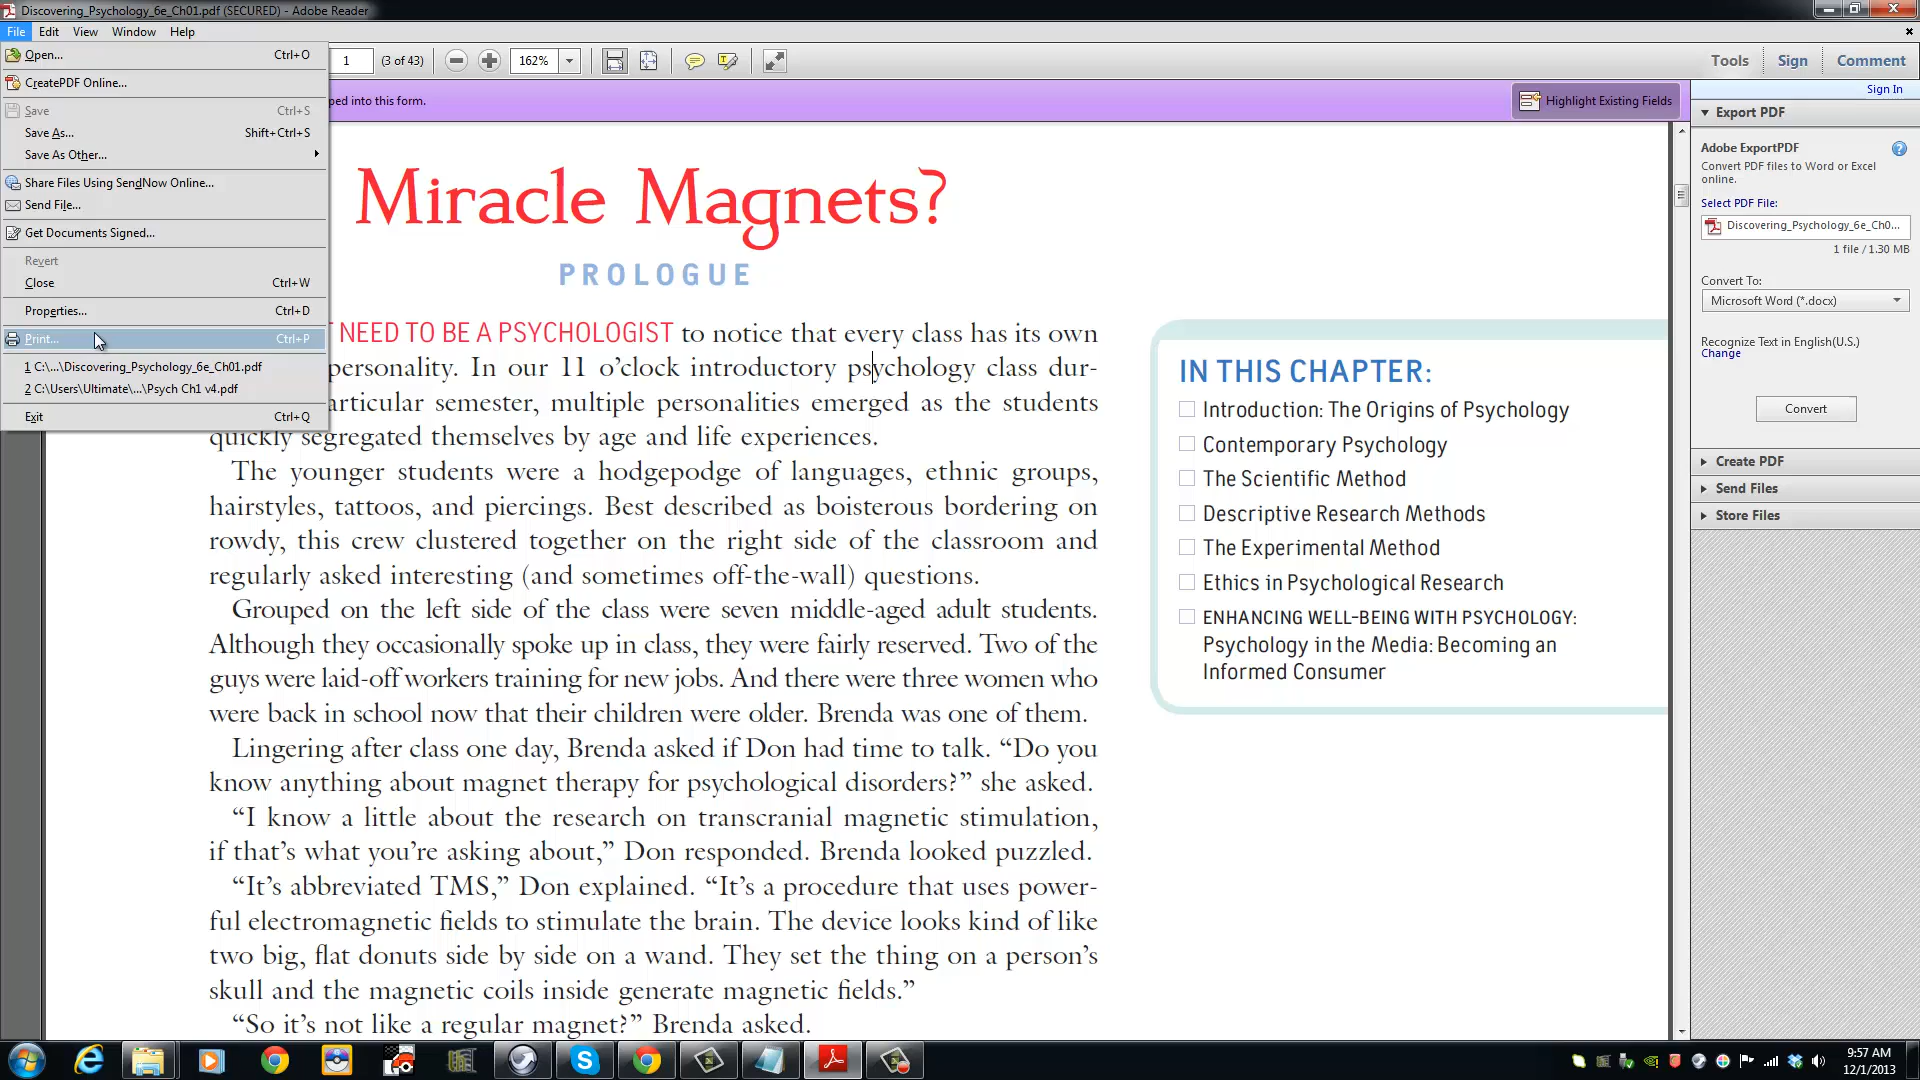 Discovering_Psychology_6e_Ch01.pdf (SECURED) - Adobe Reader
File Edit View Window Help
Open... Ctrl+O
CreatePDF Online...
Save Ctrl+S
Save As... Shift+Ctrl+S
Save As Other...
Share Files Using SendNow Online...
Send File...
Get Documents Signed...
Revert
Close Ctrl+W
Properties... Ctrl+D
Print... Ctrl+P
1 C:\...\Discovering_Psychology_6e_Ch01.pdf
2 C:\Users\Ultimate\...\Psych Ch1 v4.pdf
Exit Ctrl+Q
1 (3 of 43) 162%
Tools Sign Comment
ped into this form.
Highlight Existing Fields
Miracle Magnets?
PROLOGUE
NEED TO BE A PSYCHOLOGIST to notice that every class has its own
personality. In our 11 o’clock introductory psychology class dur-
articular semester, multiple personalities emerged as the students
quickly segregated themselves by age and life experiences.
The younger students were a hodgepodge of languages, ethnic groups,
hairstyles, tattoos, and piercings. Best described as boisterous bordering on
rowdy, this crew clustered together on the right side of the classroom and
regularly asked interesting (and sometimes off-the-wall) questions.
Grouped on the left side of the class were seven middle-aged adult students.
Although they occasionally spoke up in class, they were fairly reserved. Two of the
guys were laid-off workers training for new jobs. And there were three women who
were back in school now that their children were older. Brenda was one of them.
Lingering after class one day, Brenda asked if Don had time to talk. “Do you
know anything about magnet therapy for psychological disorders?” she asked.
“I know a little about the research on transcranial magnetic stimulation,
if that’s what you’re asking about,” Don responded. Brenda looked puzzled.
“It’s abbreviated TMS,” Don explained. “It’s a procedure that uses power-
ful electromagnetic fields to stimulate the brain. The device looks kind of like
two big, flat donuts side by side on a wand. They set the thing on a person’s
skull and the magnetic coils inside generate magnetic fields.”
“So it’s not like a regular magnet?” Brenda asked.
IN THIS CHAPTER:
Introduction: The Origins of Psychology
Contemporary Psychology
The Scientific Method
Descriptive Research Methods
The Experimental Method
Ethics in Psychological Research
ENHANCING WELL-BEING WITH PSYCHOLOGY:
Psychology in the Media: Becoming an
Informed Consumer
Sign In
Export PDF
Adobe ExportPDF
Convert PDF files to Word or Excel
online.
Select PDF File:
Discovering_Psychology_6e_Ch0...
1 file / 1.30 MB
Convert To:
Microsoft Word (*.docx)
Recognize Text in English(U.S.)
Change
Convert
Create PDF
Send Files
Store Files
9:57 AM
12/1/2013